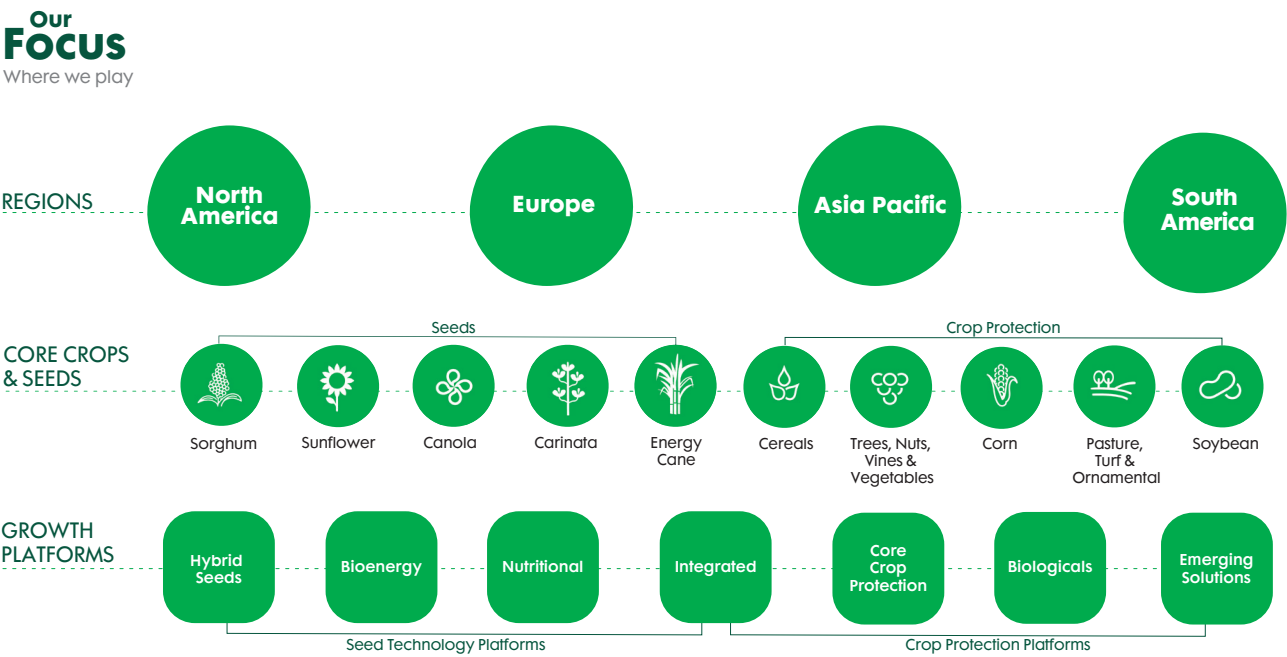 Our
Focus
Where we play
REGIONS
North
America
Europe
Asia Pacific
South
America
CORE CROPS
& SEEDS
Seeds
Crop Protection
Sorghum
Sunflower
Canola
Carinata
Energy
Cane
Cereals
Trees, Nuts,
Vines &
Vegetables
Corn
Pasture,
Turf &
Ornamental
Soybean
GROWTH
PLATFORMS
Hybrid
Seeds
Bioenergy
Nutritional
Integrated
Core
Crop
Protection
Biologicals
Emerging
Solutions
Seed Technology Platforms
Crop Protection Platforms